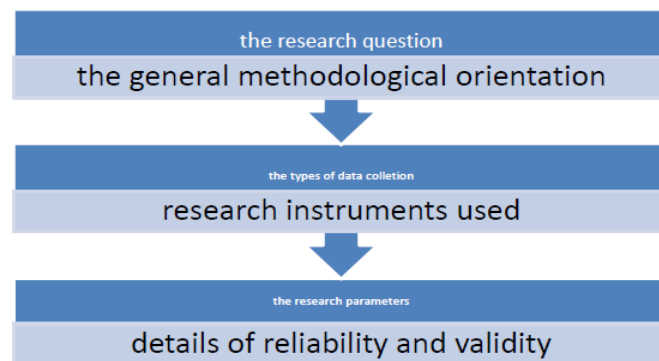 the research question
the general methodological orientation
the types of data colletion
research instruments used
the research parameters
details of reliability and validity